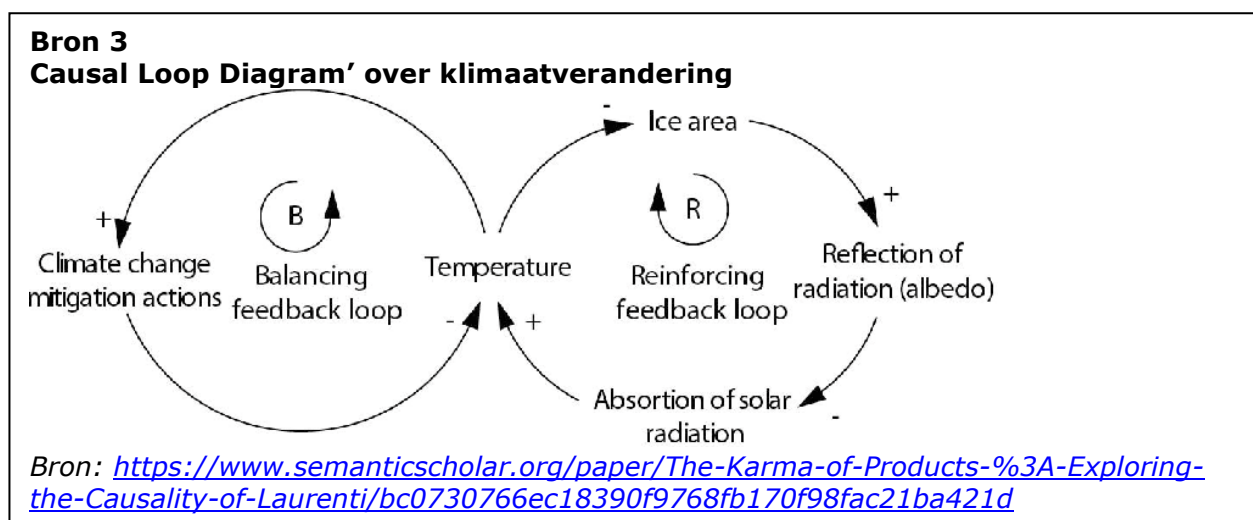 Bron 3
Causal Loop Diagram’ over klimaatverandering
-
Ice area
+
B
R
+
Climate change
mitigation actions
Balancing
feedback loop
Temperature
Reinforcing
feedback loop
Reflection of
radiation (albedo)
-
+
Absortion of solar
radiation
-
Bron: https://www.semanticscholar.org/paper/The-Karma-of-Products-%3A-Exploring-
the-Causality-of-Laurenti/bc0730766ec18390f9768fb170f98fac21ba421d